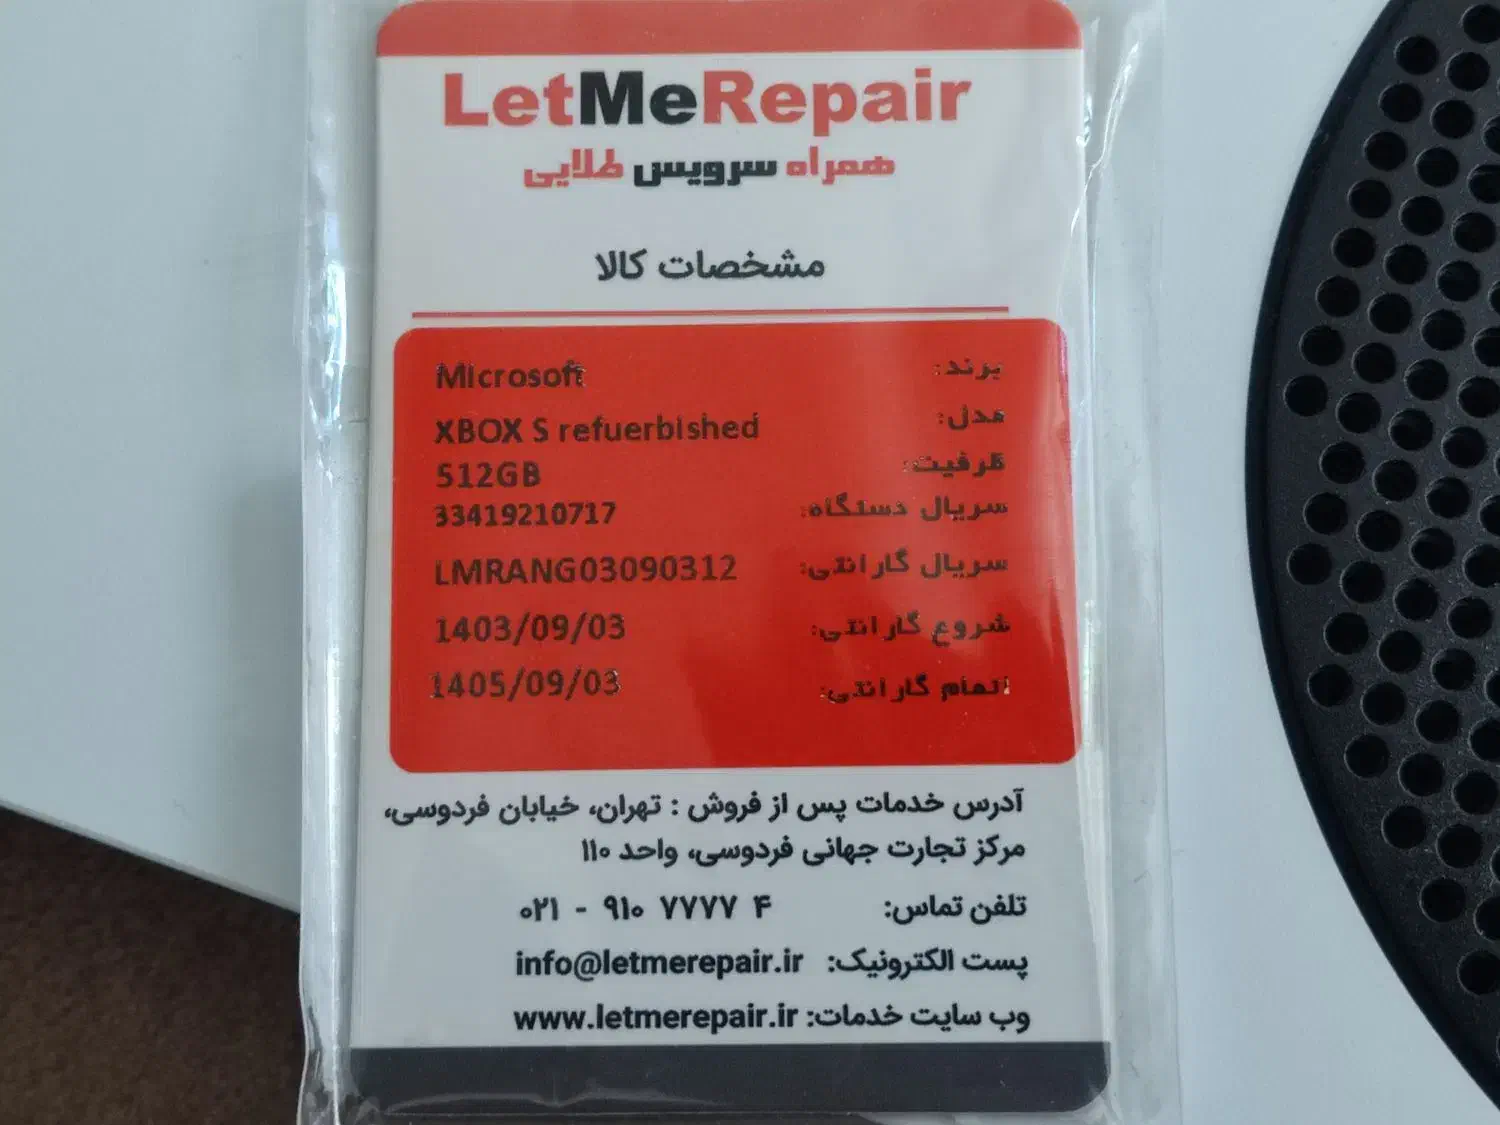 LetMeRepair
همراه سرویس طلایی
مشخصات کالا
برند: Microsoft
مدل: XBOX S refuerbished
ظرفیت: 512GB
سریال دستگاه: 33419210717
سریال گارانتی: LMRANG03090312
شروع گارانتی: 1403/09/03
اتمام گارانتی: 1405/09/03
آدرس خدمات پس از فروش : تهران، خیابان فردوسی،
مرکز تجارت جهانی فردوسی، واحد ۱۱۰
تلفن تماس: ۰۲۱ - ۹۱۰ ۷۷۷۷ ۴
پست الکترونیک: info@letmerepair.ir
وب سایت خدمات: www.letmerepair.ir